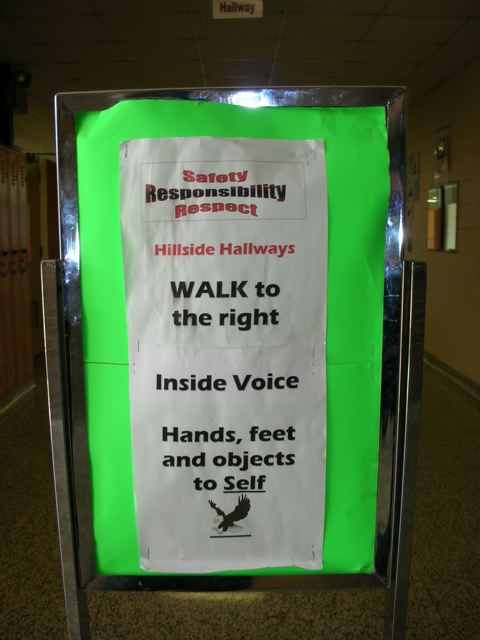 Hallway
Safety
Responsibility
Respect
Hillside Hallways
WALK to
the right
Inside Voice
Hands, feet
and objects
to Self